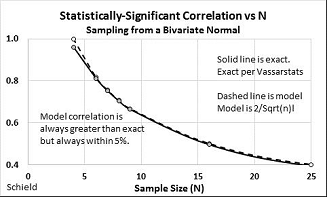 Statistically-Significant Correlation vs N
Sampling from a Bivariate Normal
1.0
0.8
0.6
0.4
Solid line is exact.
Exact per Vassarstats
Dashed line is model
Model is 2/Sqrt(n)l
Model correlation is
always greater than exact
but always within 5%.
0
5
10
15
20
25
Schield
Sample Size (N)